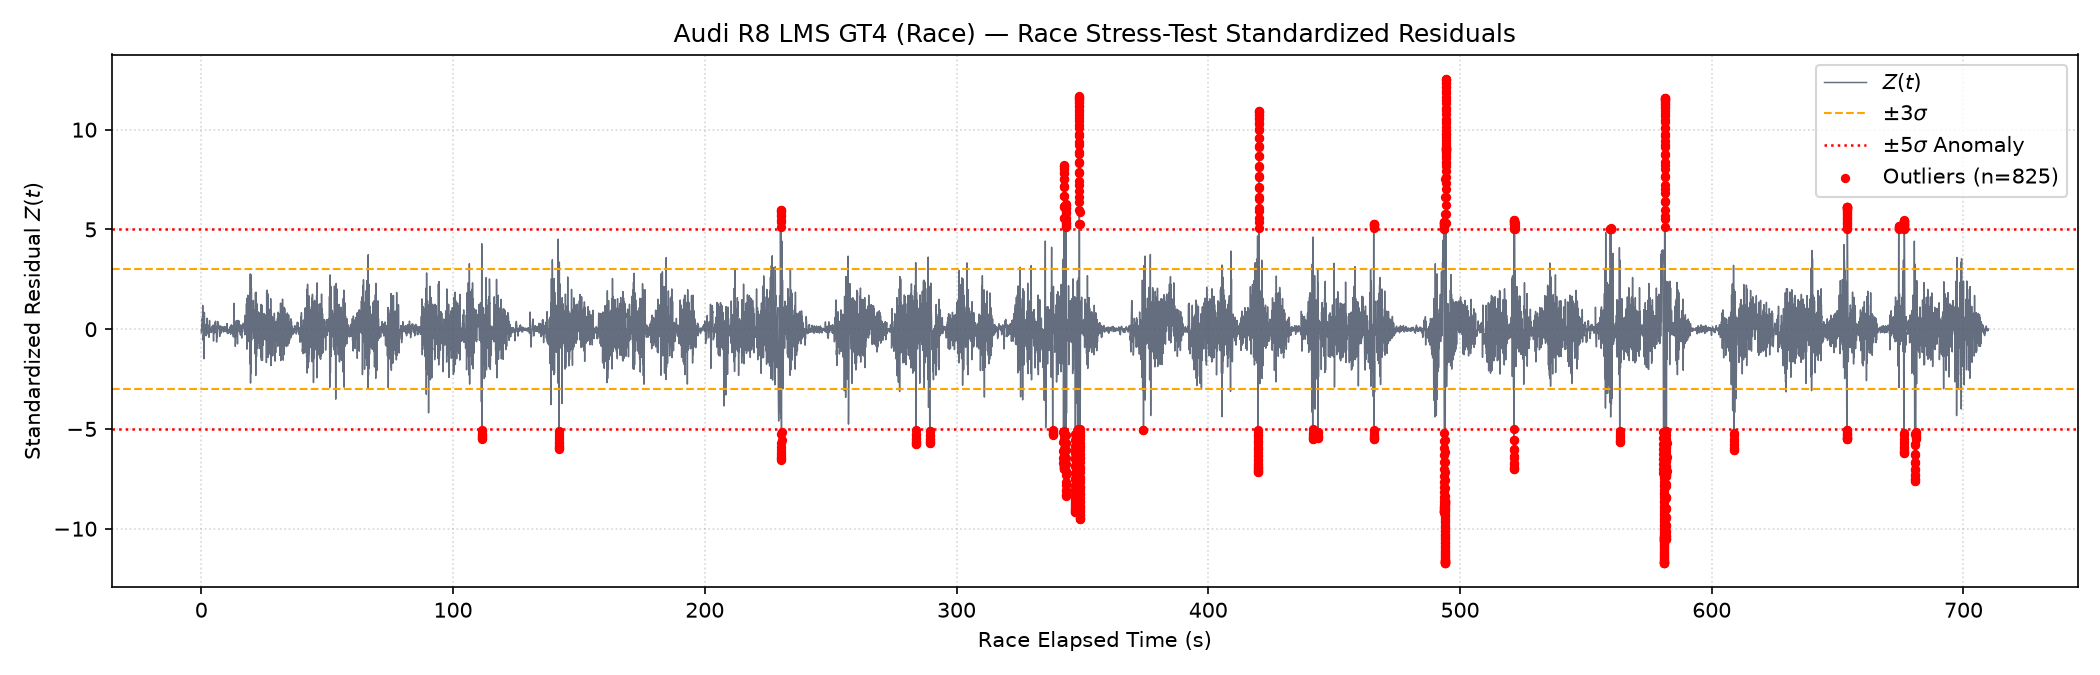 Audi R8 LMS GT4 (Race) — Race Stress-Test Standardized Residuals
Z(t)
±3σ
±5σ Anomaly
Outliers (n=825)
Standardized Residual Z(t)
10
5
0
−5
−10
0 100 200 300 400 500 600 700
Race Elapsed Time (s)